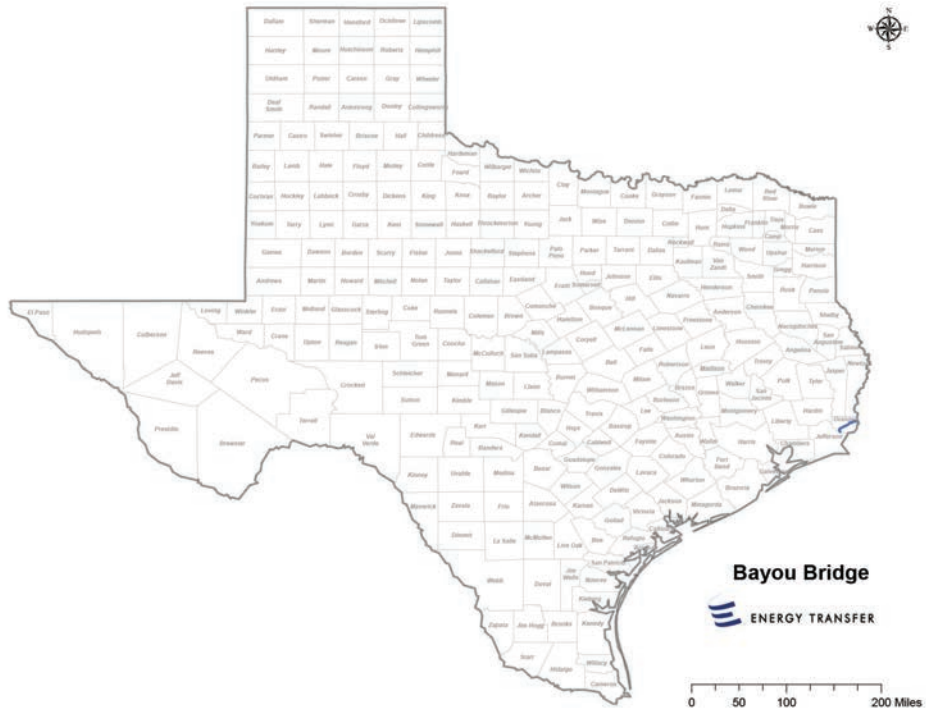 N
W E
S
Dallam Sherman Hansford Ochiltree Lipscomb
Hartley Moore Hutchinson Roberts Hemphill
Oldham Potter Carson Gray Wheeler
Deaf Smith Randall Armstrong Donley Collingsworth
Parmer Castro Swisher Briscoe Hall Childress
Hardeman
Bailey Lamb Hale Floyd Motley Cottle Foard Wilbarger Wichita
Clay Montague Cooke Grayson Fannin Lamar Red River Bowie
Cochran Hockley Lubbock Crosby Dickens King Knox Baylor Archer
Delta Hopkins Franklin Titus Morris Cass
Yoakum Terry Lynn Garza Kent Stonewall Haskell Throckmorton Young Jack Wise Denton Collin Hunt
Rockwall Rains Wood Camp Upshur Marion
Gaines Dawson Borden Scurry Fisher Jones Shackelford Stephens Palo Pinto Parker Tarrant Dallas Kaufman Van Zandt Smith Gregg Harrison
Andrews Martin Howard Mitchell Nolan Taylor Callahan Eastland Erath Hood Somervell Johnson Ellis Henderson Rusk Panola
El Paso Hudspeth Culberson Loving Winkler Ector Midland Glasscock Sterling Coke Runnels Coleman Brown Comanche Bosque Hill Navarro Anderson Cherokee Shelby
Reeves Ward Crane Upton Reagan Irion Tom Green Concho McCulloch San Saba Mills Hamilton McLennan Limestone Freestone Nacogdoches San Augustine Sabine
Jeff Davis Pecos Crockett Schleicher Menard Mason Llano Lampasas Coryell Bell Falls Leon Houston Angelina
Newton Jasper Tyler Polk Trinity Madison Robertson Milam Williamson Burnet
Presidio Brewster Terrell Sutton Kimble Gillespie Blanco Travis Burleson Brazos Grimes Walker San Jacinto
Val Verde Edwards Kerr Real Bandera Kendall Hays Bastrop Lee Washington Montgomery Liberty Hardin Orange
Comal Caldwell Fayette Austin Waller Harris Chambers Jefferson
Kinney Uvalde Medina Bexar Guadalupe Gonzales Lavaca Colorado Fort Bend
Wilson DeWitt Wharton Brazoria
Maverick Zavala Frio Atascosa Karnes Goliad Victoria Jackson Matagorda
Dimmit La Salle McMullen Live Oak Bee Refugio
San Patricio
Webb Duval Jim Wells Nueces
Kleberg
Zapata Jim Hogg Brooks Kenedy
Starr Hidalgo Willacy
Cameron
Bayou Bridge
ENERGY TRANSFER
0 50 100 200 Miles